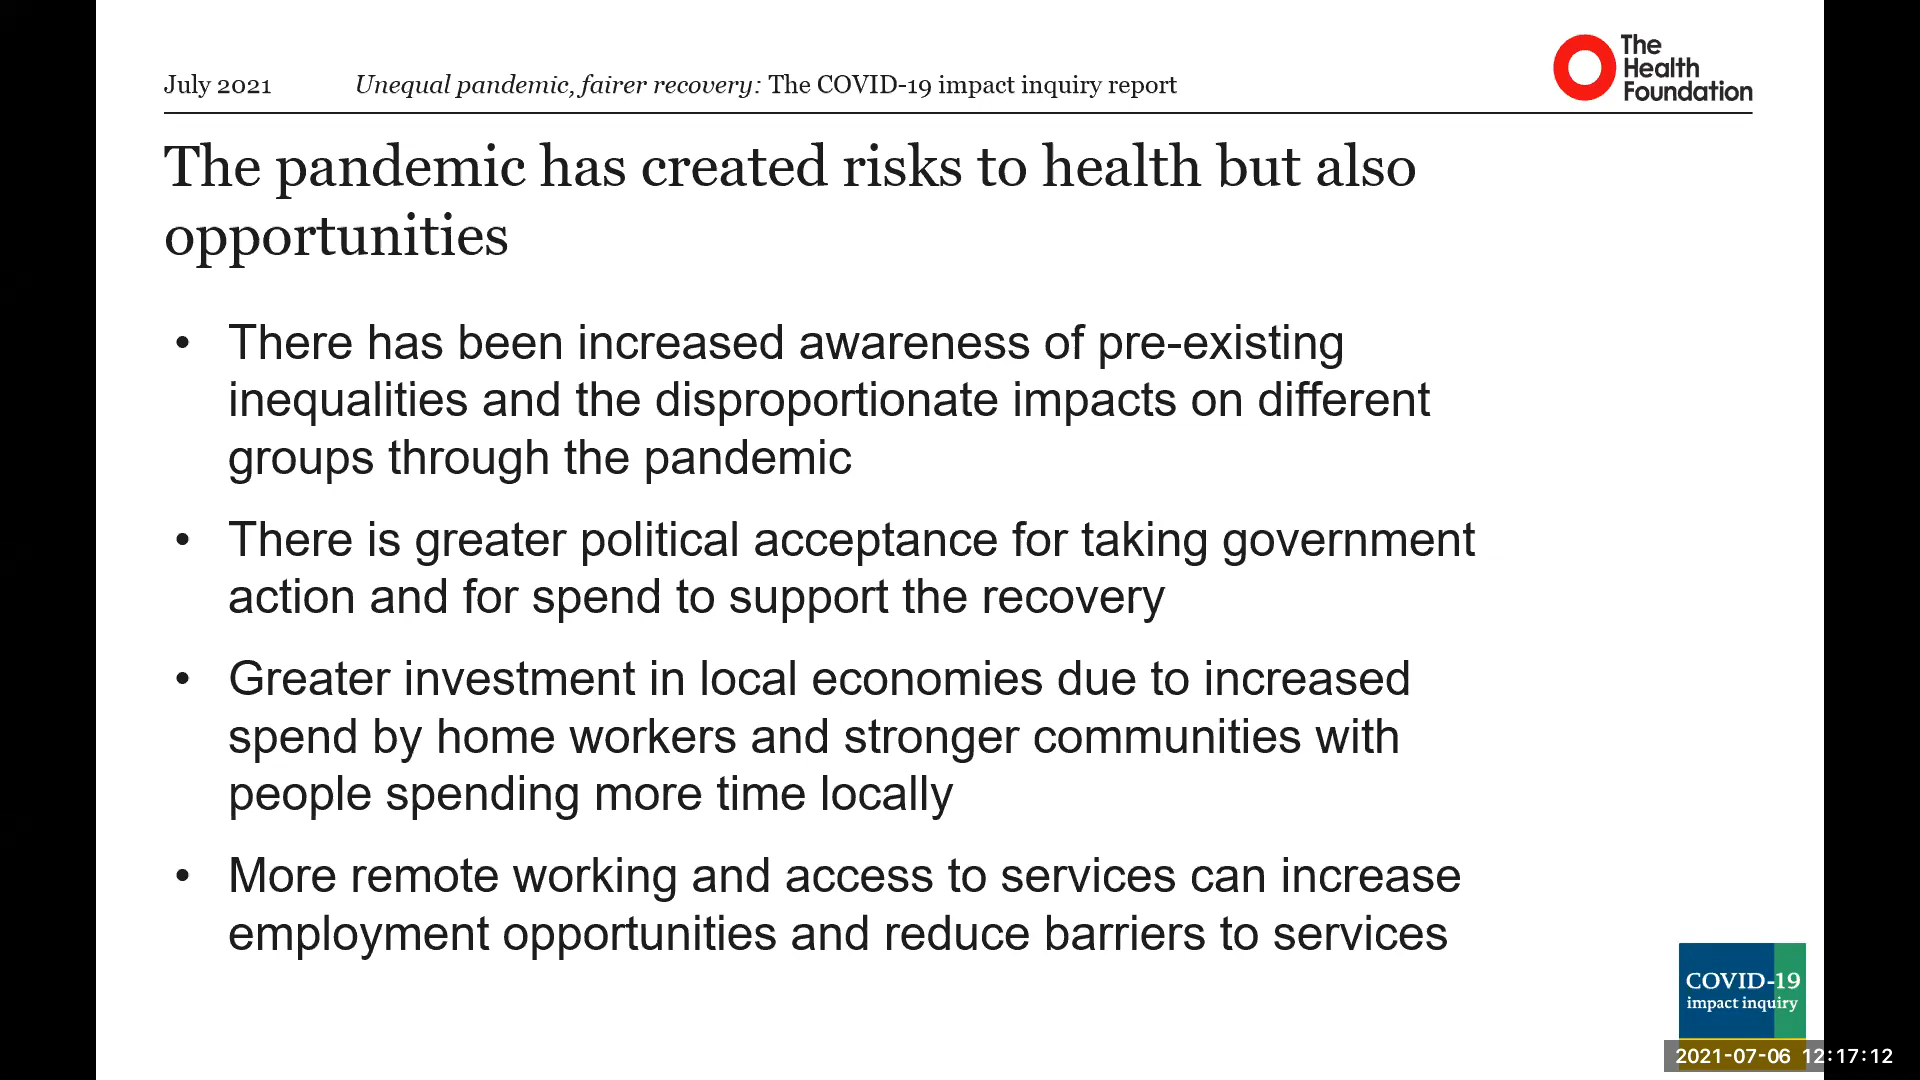 July 2021
Unequal pandemic, fairer recovery: The COVID-19 impact inquiry report
The
Health
Foundation
The pandemic has created risks to health but also
opportunities
• There has been increased awareness of pre-existing
inequalities and the disproportionate impacts on different
groups through the pandemic
• There is greater political acceptance for taking government
action and for spend to support the recovery
• Greater investment in local economies due to increased
spend by home workers and stronger communities with
people spending more time locally
• More remote working and access to services can increase
employment opportunities and reduce barriers to services
COVID-19
impact inquiry
2021-07-06 12:17:12